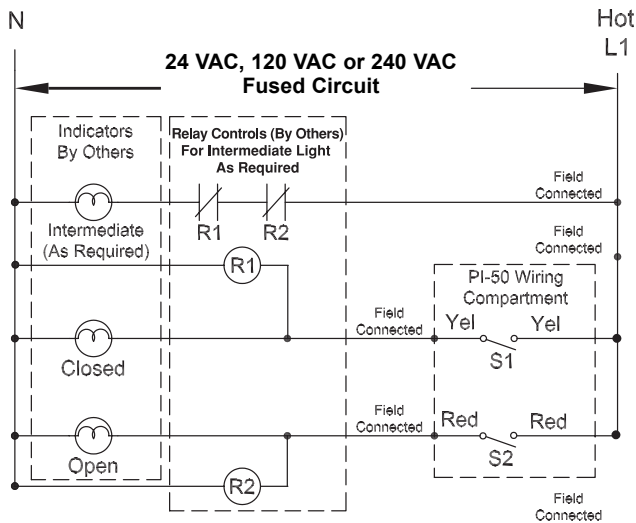 N
Hot
L1
24 VAC, 120 VAC or 240 VAC
Fused Circuit
Indicators
By Others
Relay Controls (By Others)
For Intermediate Light
As Required
Field
Connected
Intermediate
(As Required)
R1
R2
Field
Connected
R1
PI-50 Wiring
Compartment
Field
Connected
Yel
Yel
S1
Closed
Field
Connected
Red
Red
S2
Open
R2
Field
Connected